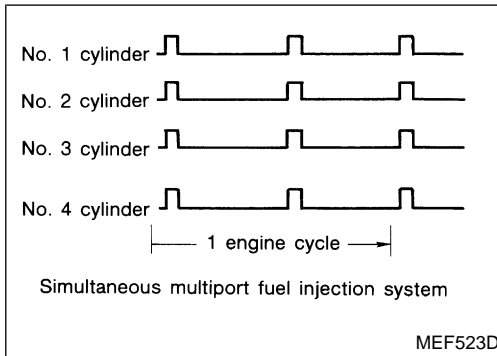 No. 1 cylinder
No. 2 cylinder
No. 3 cylinder
No. 4 cylinder
1 engine cycle
Simultaneous multiport fuel injection system
MEF523D